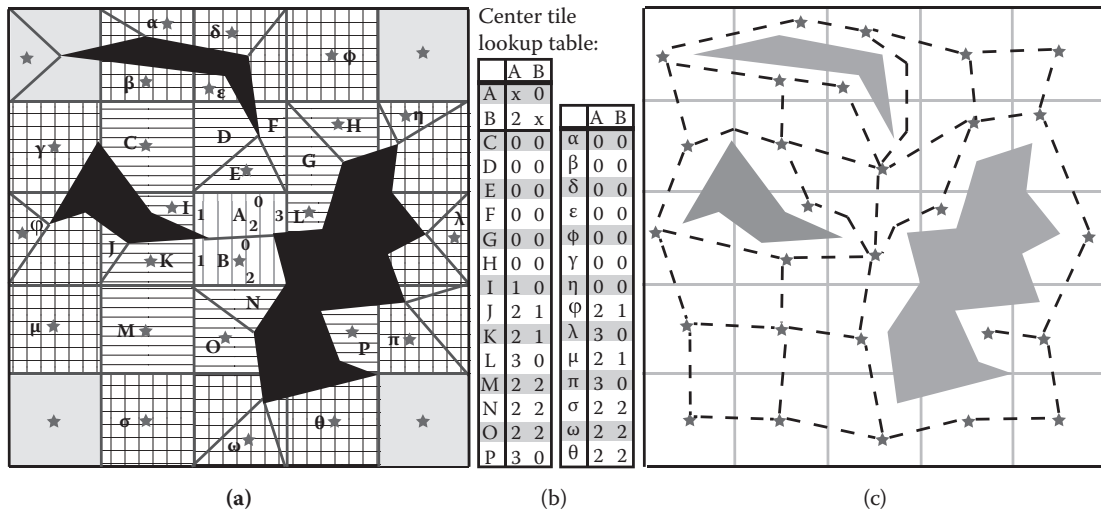 α
δ
ϕ
β
ε
F
H
η
γ
C
D
G
E
I
1
A
0
2
3
L
λ
φ
J
K
1
B
0
2
N
μ
M
O
P
π
σ
ω
θ
(a)
Center tile
lookup table:
A B
A x 0
B 2 x
C 0 0
D 0 0
E 0 0
F 0 0
G 0 0
H 0 0
I 1 0
J 2 1
K 2 1
L 3 0
M 2 2
N 2 2
O 2 2
P 3 0
A B
α 0 0
β 0 0
δ 0 0
ε 0 0
ϕ 0 0
γ 0 0
η 0 0
φ 2 1
λ 3 0
μ 2 1
π 3 0
σ 2 2
ω 2 2
θ 2 2
(b)
(c)